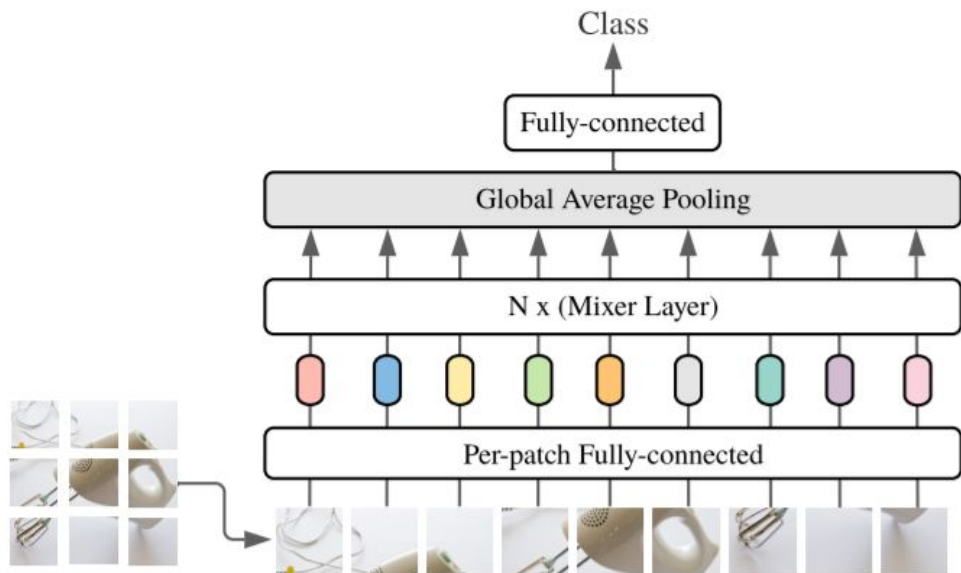 Class
Fully-connected
Global Average Pooling
N x (Mixer Layer)
Per-patch Fully-connected